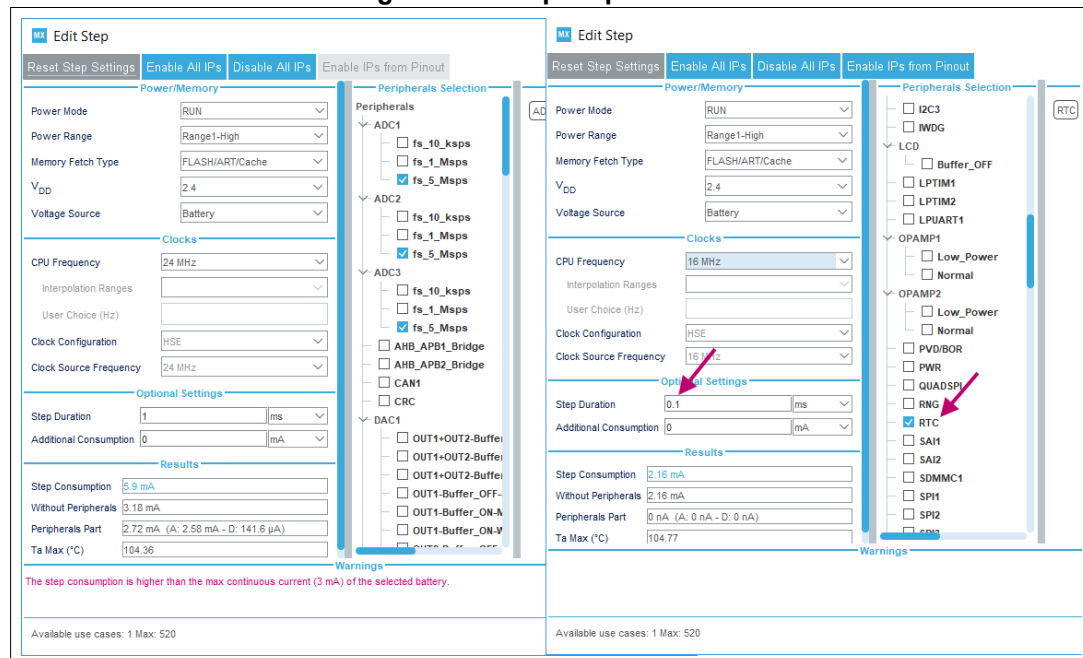 MX Edit Step
Reset Step Settings Enable All IPs Disable All IPs Enable IPs from Pinout
Power/Memory
Power Mode RUN
Power Range Range1-High
Memory Fetch Type FLASH/ART/Cache
VDD 2.4
Voltage Source Battery
Clocks
CPU Frequency 24 MHz
Interpolation Ranges
User Choice (Hz)
Clock Configuration HSE
Clock Source Frequency 24 MHz
Optional Settings
Step Duration 1 ms
Additional Consumption 0 mA
Results
Step Consumption 5.9 mA
Without Peripherals 3.18 mA
Peripherals Part 2.72 mA (A: 2.58 mA - D: 141.6 µA)
Ta Max (°C) 104.36
Peripherals Selection
Peripherals
ADC1
fs_10_ksps
fs_1_Msps
fs_5_Msps
ADC2
fs_10_ksps
fs_1_Msps
fs_5_Msps
ADC3
fs_10_ksps
fs_1_Msps
fs_5_Msps
AHB_APB1_Bridge
AHB_APB2_Bridge
CAN1
CRC
DAC1
OUT1+OUT2-Buffe
OUT1+OUT2-Buffe
OUT1+OUT2-Buffe
OUT1-Buffer_OFF-
OUT1-Buffer_ON-
OUT1-Buffer_ON-
AD
Warnings
The step consumption is higher than the max continuous current (3 mA) of the selected battery.
Available use cases: 1 Max: 520
MX Edit Step
Reset Step Settings Enable All IPs Disable All IPs Enable IPs from Pinout
Power/Memory
Power Mode RUN
Power Range Range1-High
Memory Fetch Type FLASH/ART/Cache
VDD 2.4
Voltage Source Battery
Clocks
CPU Frequency 16 MHz
Interpolation Ranges
User Choice (Hz)
Clock Configuration HSE
Clock Source Frequency 16 MHz
Optional Settings
Step Duration 0.1 ms
Additional Consumption 0 mA
Results
Step Consumption 2.16 mA
Without Peripherals 2.16 mA
Peripherals Part 0 nA (A: 0 nA - D: 0 nA)
Ta Max (°C) 104.77
Peripherals Selection
I2C3
IWDG
LCD
Buffer_OFF
LPTIM1
LPTIM2
LPUART1
OPAMP1
Low_Power
Normal
OPAMP2
Low_Power
Normal
PVD/BOR
PWR
QUADSPI
RNG
RTC
SAI1
SAI2
SDMMC1
SPI1
SPI2
RTC
Warnings
Available use cases: 1 Max: 520